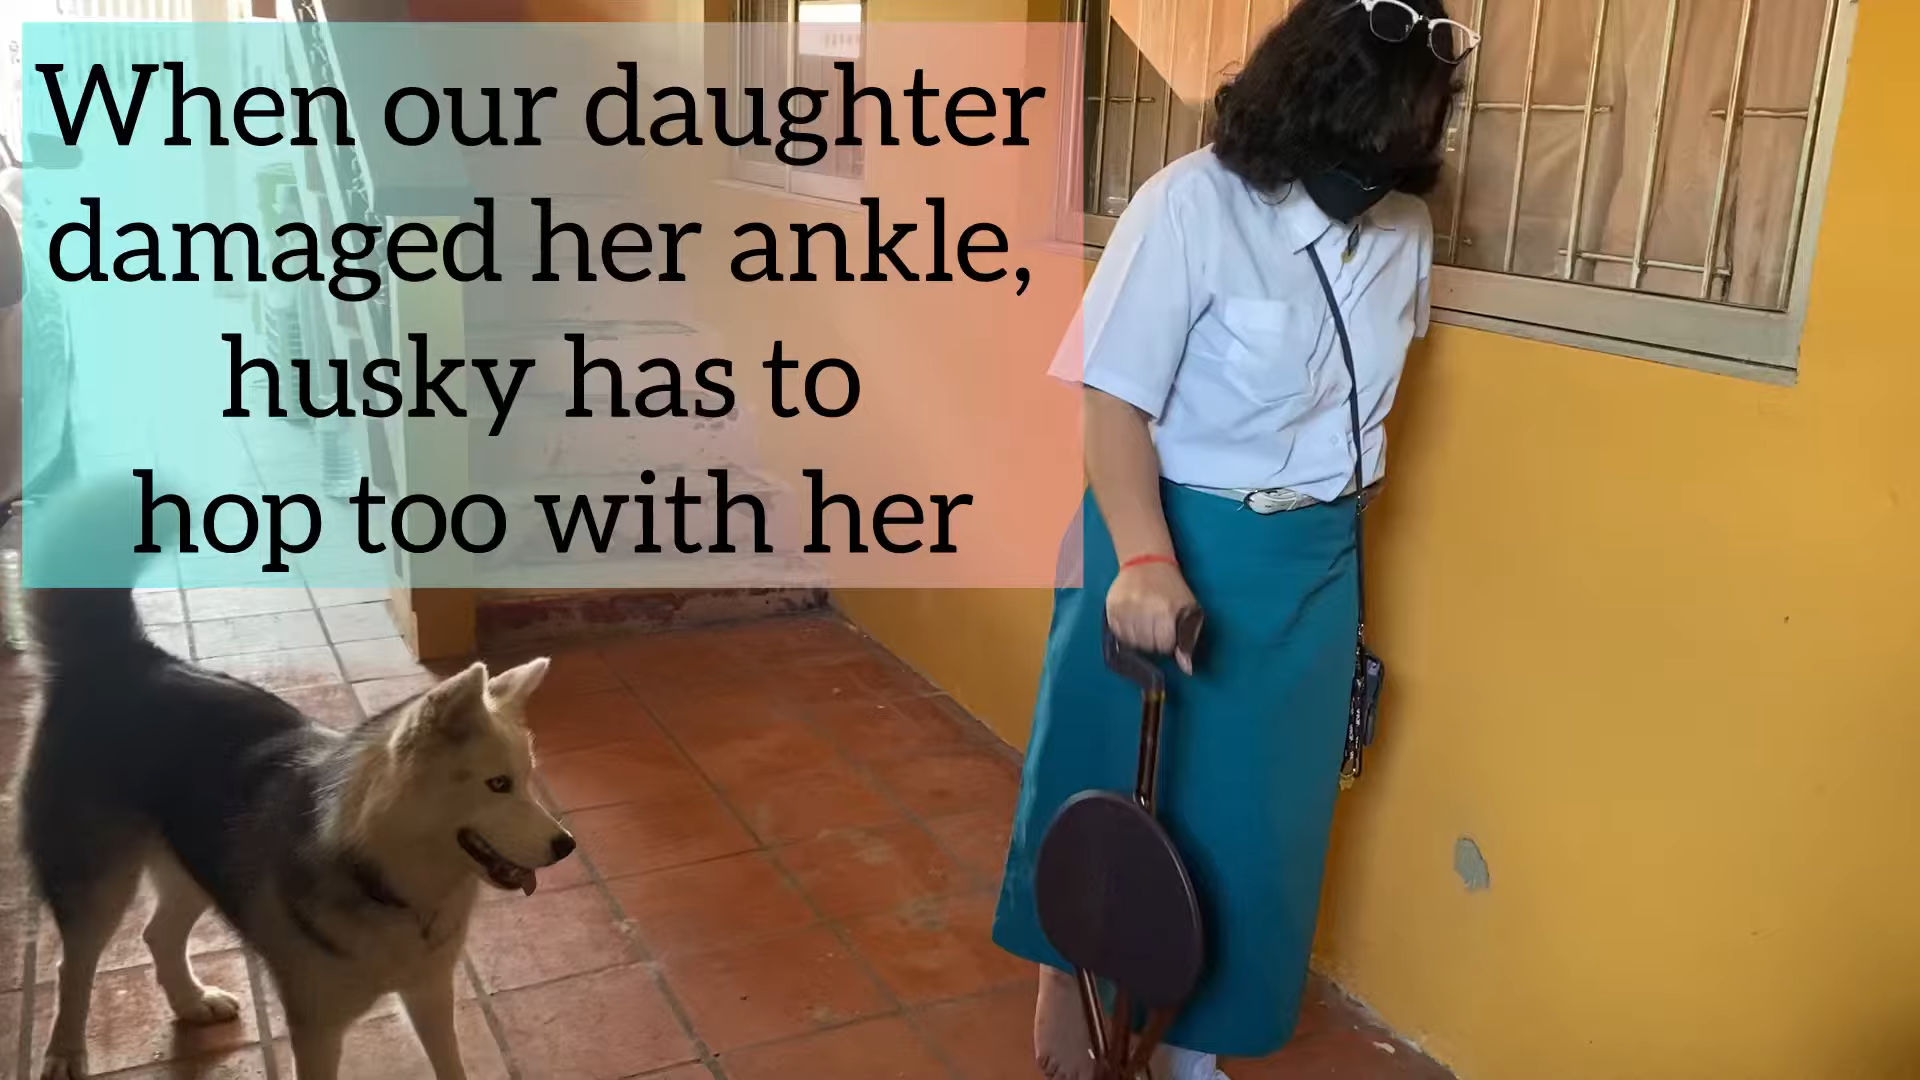 When our daughter
damaged her ankle,
husky has to
hop too with her